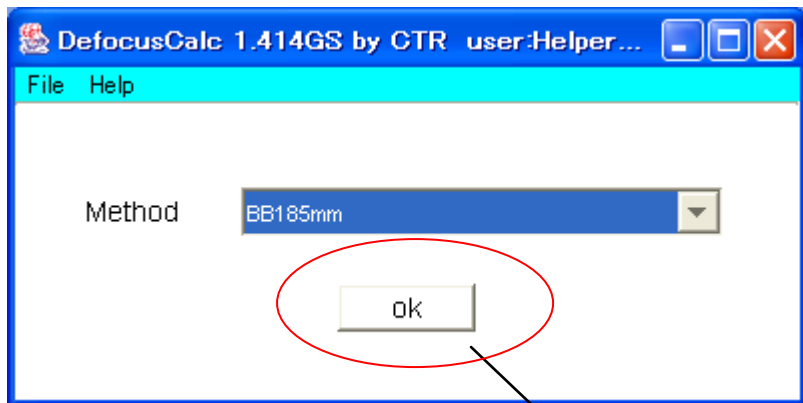 DefocusCalc 1.414GS by CTR user:Helper...
File Help
Method BB185mm
ok